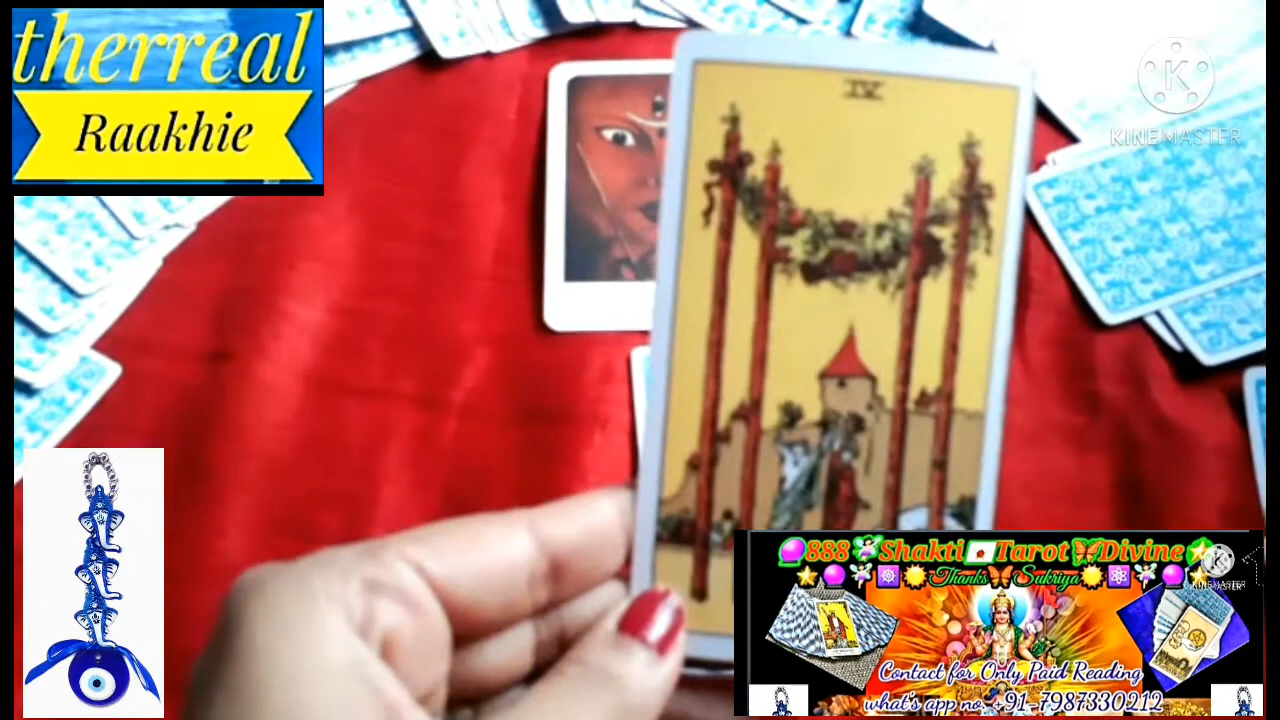 therreal
Raakhie
KINEMASTER
IV
888 Shakti Tarot Divine
Thanks Sukriya
KINEMASTER
Contact for Only Paid Reading
what's app no. +91-7987330212